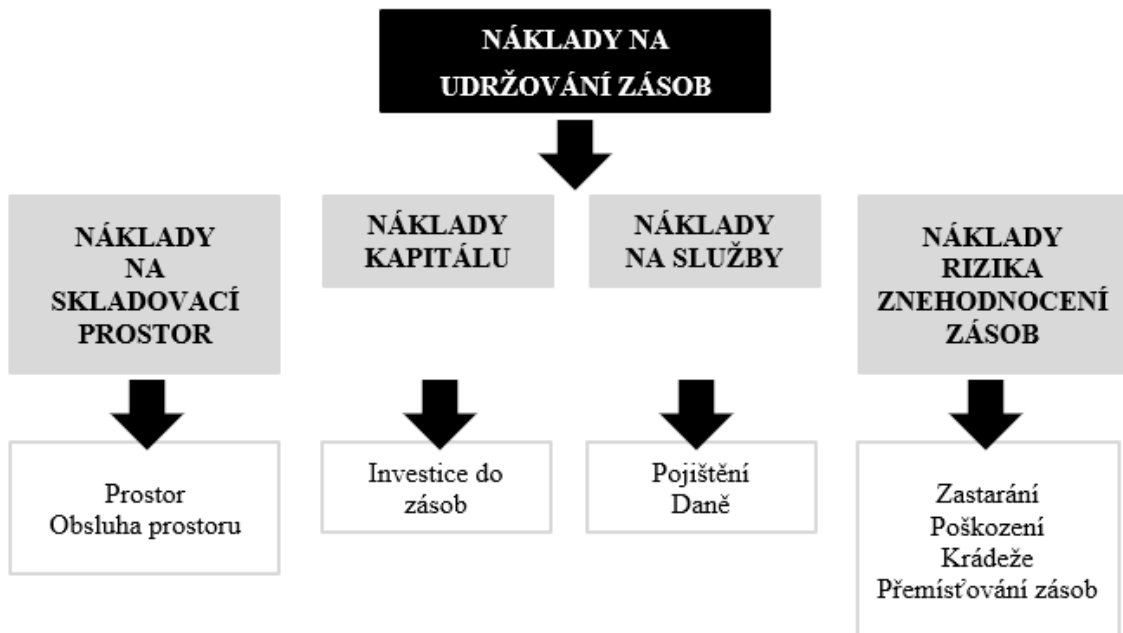 NÁKLADY NA
UDRŽOVÁNÍ ZÁSOB
NÁKLADY
NA
SKLADOVACÍ
PROSTOR
NÁKLADY
KAPITÁLU
NÁKLADY
NA SLUŽBY
NÁKLADY
RIZIKA
ZNEHODNOCENÍ
ZÁSOB
Prostor
Obsluha prostoru
Investice do
zásob
Pojištění
Daně
Zastarání
Poškození
Krádeže
Přemísťování zásob